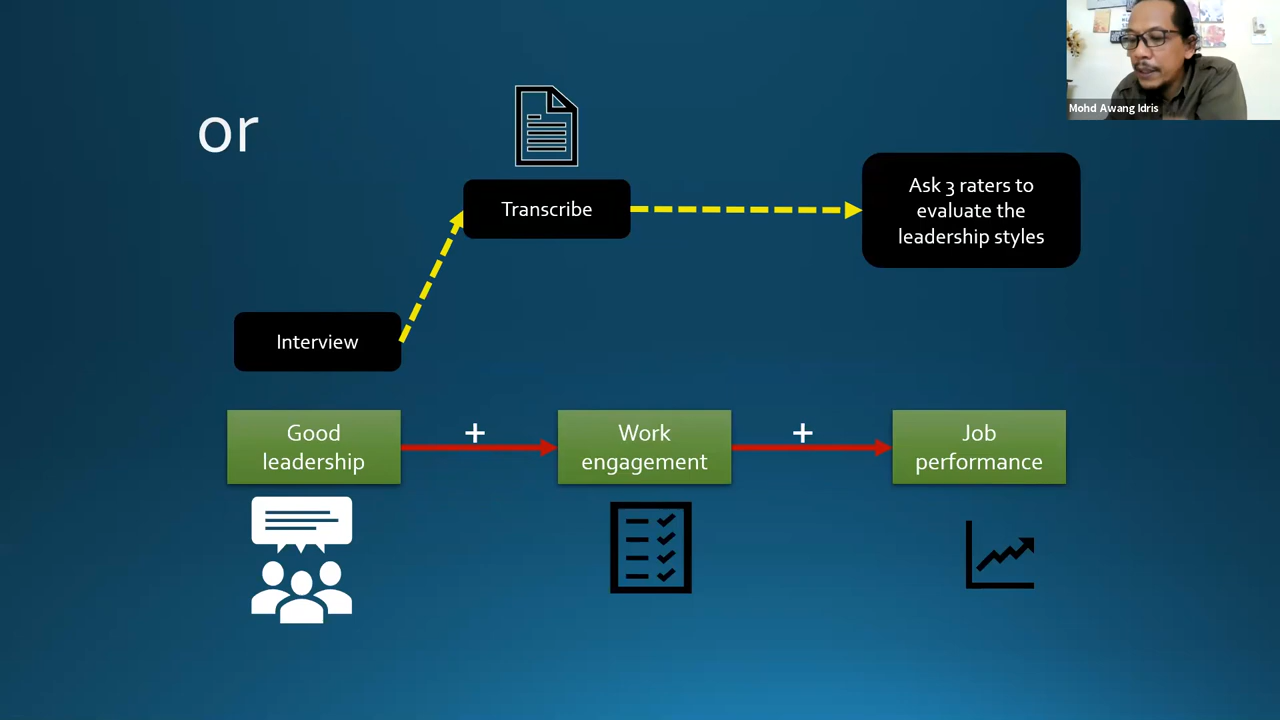 or
Mohd Awang Idris
Transcribe
Ask 3 raters to
evaluate the
leadership styles
Interview
Good
leadership
+
Work
engagement
+
Job
performance